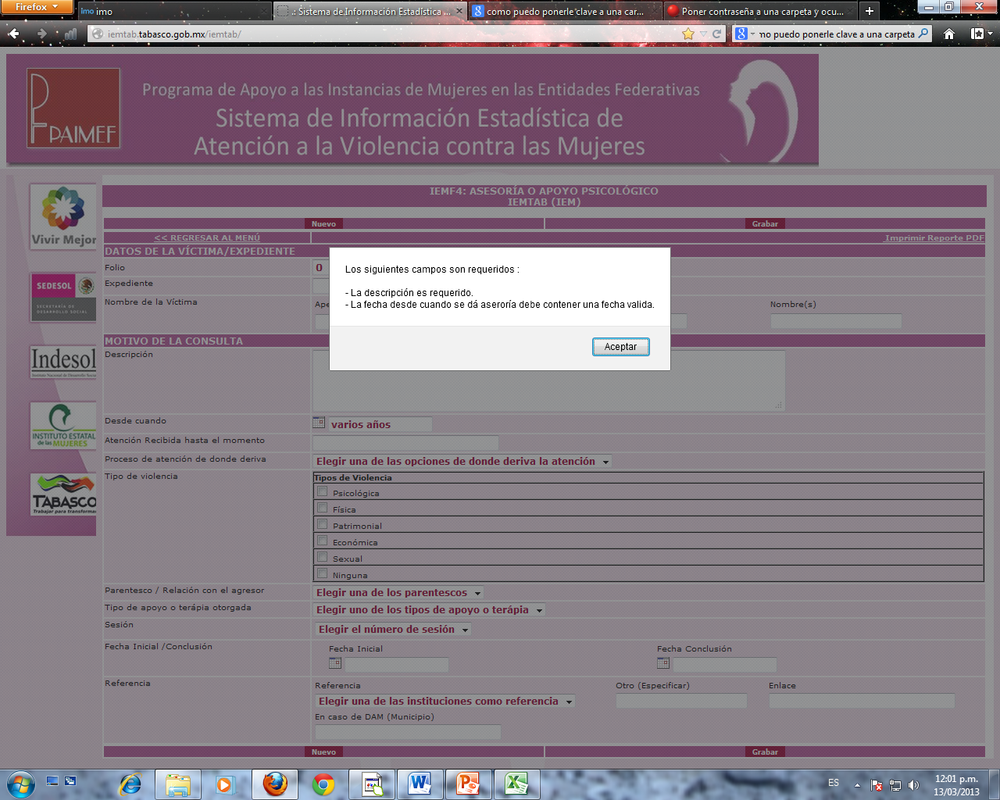 Firefox
imo imo
.: Sistema de Información Estadística ...
como puedo ponerle clave a una car...
Poner contraseña a una carpeta y ocu...
iemtab.tabasco.gob.mx/iemtab/
mo puedo ponerle clave a una carpeta
PAIMEF
Programa de Apoyo a las Instancias de Mujeres en las Entidades Federativas
Sistema de Información Estadística de
Atención a la Violencia contra las Mujeres
Vivir Mejor
SEDESOL
SECRETARÍA DE
DESARROLLO SOCIAL
Indesol
Instituto Nacional de Desarrollo Social
INSTITUTO ESTATAL
de las MUJERES
TABASCO
Trabajar para transformar
IEMF4: ASESORÍA O APOYO PSICOLÓGICO
IEMTAB (IEM)
Nuevo Grabar
<< REGRESAR AL MENÚ Imprimir Reporte PDF
DATOS DE LA VÍCTIMA/EXPEDIENTE
Folio 0
Expediente
Nombre de la Víctima Ape Nombre(s)
Los siguientes campos son requeridos :
- La descripción es requerido.
- La fecha desde cuando se dá aseroría debe contener una fecha valida.
Aceptar
MOTIVO DE LA CONSULTA
Descripción
Desde cuando varios años
Atención Recibida hasta el momento
Proceso de atención de donde deriva Elegir una de las opciones de donde deriva la atención
Tipo de violencia Tipos de Violencia
Psicológica
Física
Patrimonial
Económica
Sexual
Ninguna
Parentesco / Relación con el agresor Elegir una de los parentescos
Tipo de apoyo o terápia otorgada Elegir uno de los tipos de apoyo o terápia
Sesión Elegir el número de sesión
Fecha Inicial /Conclusión Fecha Inicial Fecha Conclusión
Referencia Referencia Otro (Especificar) Enlace
Elegir una de las instituciones como referencia
En caso de DAM (Municipio)
Nuevo Grabar
ES 12:01 p.m.
13/03/2013